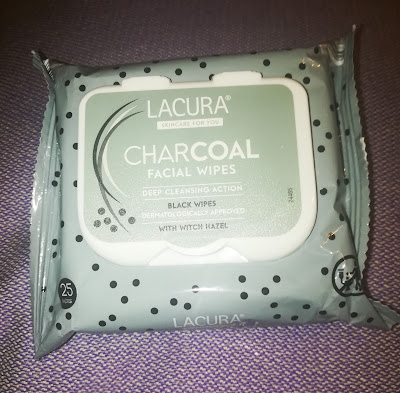 LACURA®
SKINCARE FOR YOU
CHARCOAL
FACIAL WIPES
DEEP CLEANSING ACTION
BLACK WIPES
DERMATOLOGICALLY APPROVED
WITH WITCH HAZEL
25
LACURA®